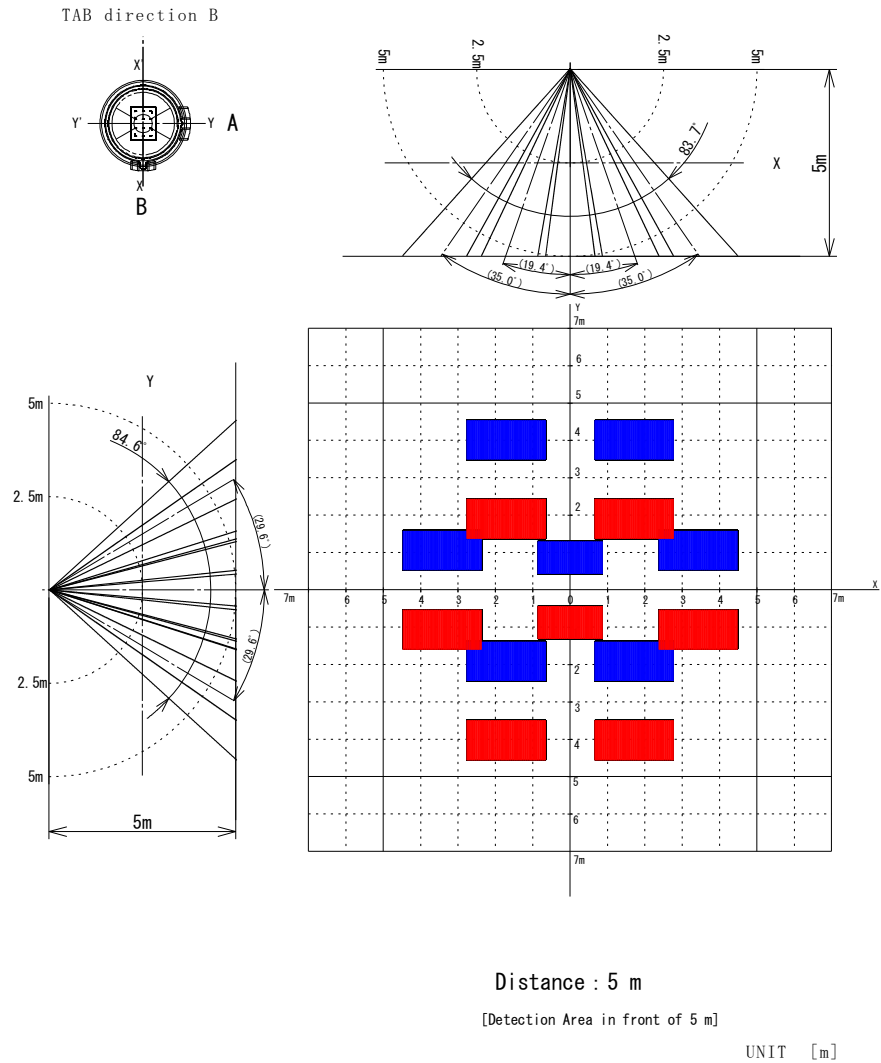 TAB direction B
X'
Y' Y A
X
B
5m 2.5m 2.5m 5m
83.7°
X
5m
(19.4°) (19.4°)
(35.0°) (35.0°)
Y
5m
84.6°
2.5m
(29.6°)
(29.6°)
2.5m
5m
5m
Y
7m
6
5
4
3
2
7m 6 5 4 3 2 0 2 3 4 5 6 7m X
2
3
4
5
6
7m
Distance : 5 m
[Detection Area in front of 5 m]
UNIT [m]